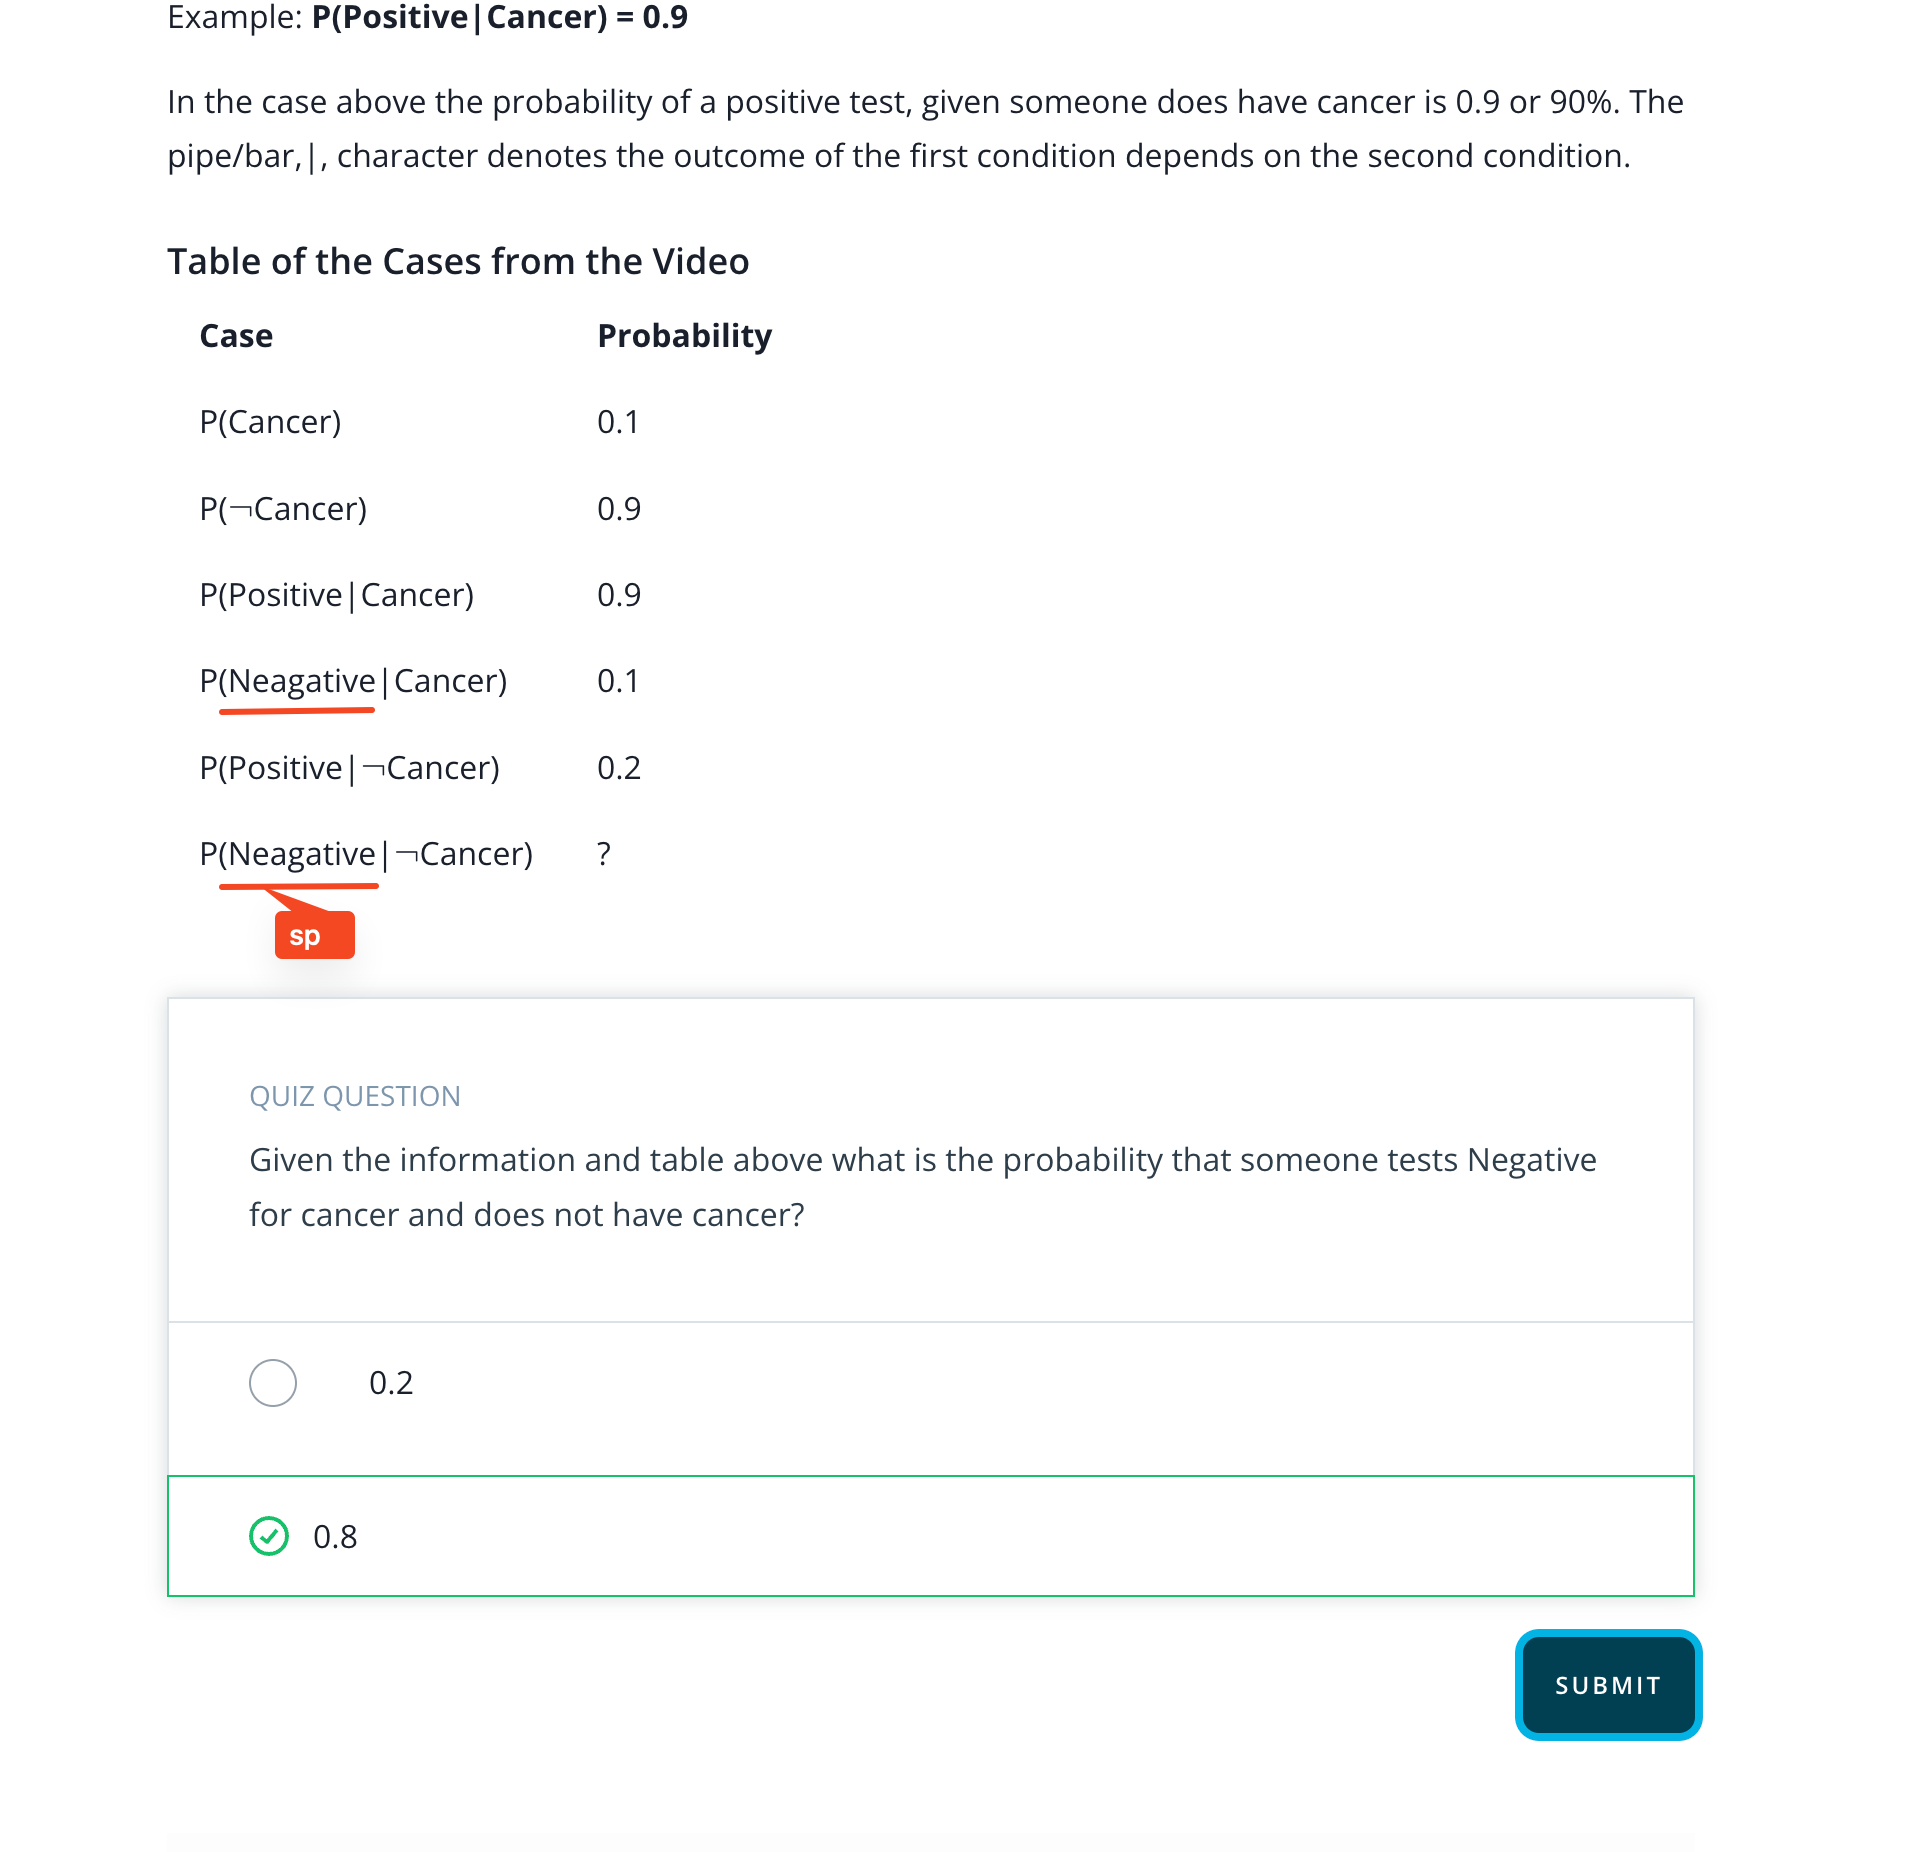 Example: P(Positive|Cancer) = 0.9
In the case above the probability of a positive test, given someone does have cancer is 0.9 or 90%. The
pipe/bar,|, character denotes the outcome of the first condition depends on the second condition.
Table of the Cases from the Video
Case Probability
P(Cancer) 0.1
P(¬Cancer) 0.9
P(Positive|Cancer) 0.9
P(Neagative|Cancer) 0.1
P(Positive|¬Cancer) 0.2
P(Neagative|¬Cancer) ?
sp
QUIZ QUESTION
Given the information and table above what is the probability that someone tests Negative
for cancer and does not have cancer?
0.2
0.8
SUBMIT